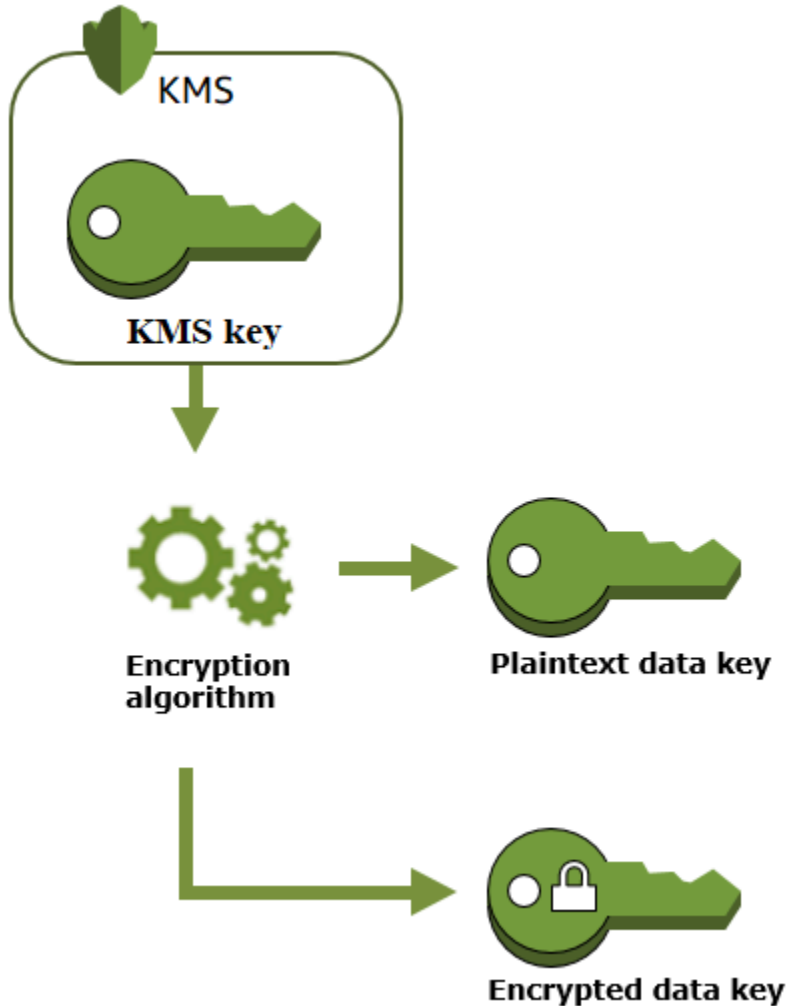 KMS
KMS key
Encryption
algorithm
Plaintext data key
Encrypted data key